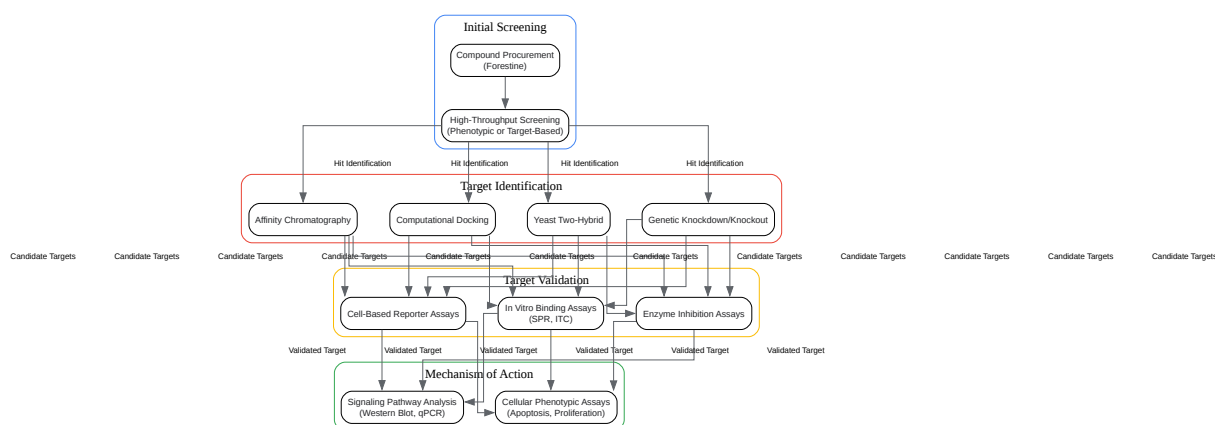 Initial Screening
Compound Procurement
(Forestine)
High-Throughput Screening
(Phenotypic or Target-Based)
Hit Identification
Hit Identification
Hit Identification
Hit Identification
Target Identification
Affinity Chromatography
Computational Docking
Yeast Two-Hybrid
Genetic Knockdown/Knockout
Candidate Targets
Candidate Targets
Candidate Targets
Candidate Targets
Candidate Targets
Candidate Targets
Candidate Targets
Candidate Targets
Candidate Targets
Candidate Targets
Candidate Targets
Candidate Targets
Target Validation
Cell-Based Reporter Assays
In Vitro Binding Assays
(SPR, ITC)
Enzyme Inhibition Assays
Validated Target
Validated Target
Validated Target
Validated Target
Validated Target
Validated Target
Mechanism of Action
Signaling Pathway Analysis
(Western Blot, qPCR)
Cellular Phenotypic Assays
(Apoptosis, Proliferation)